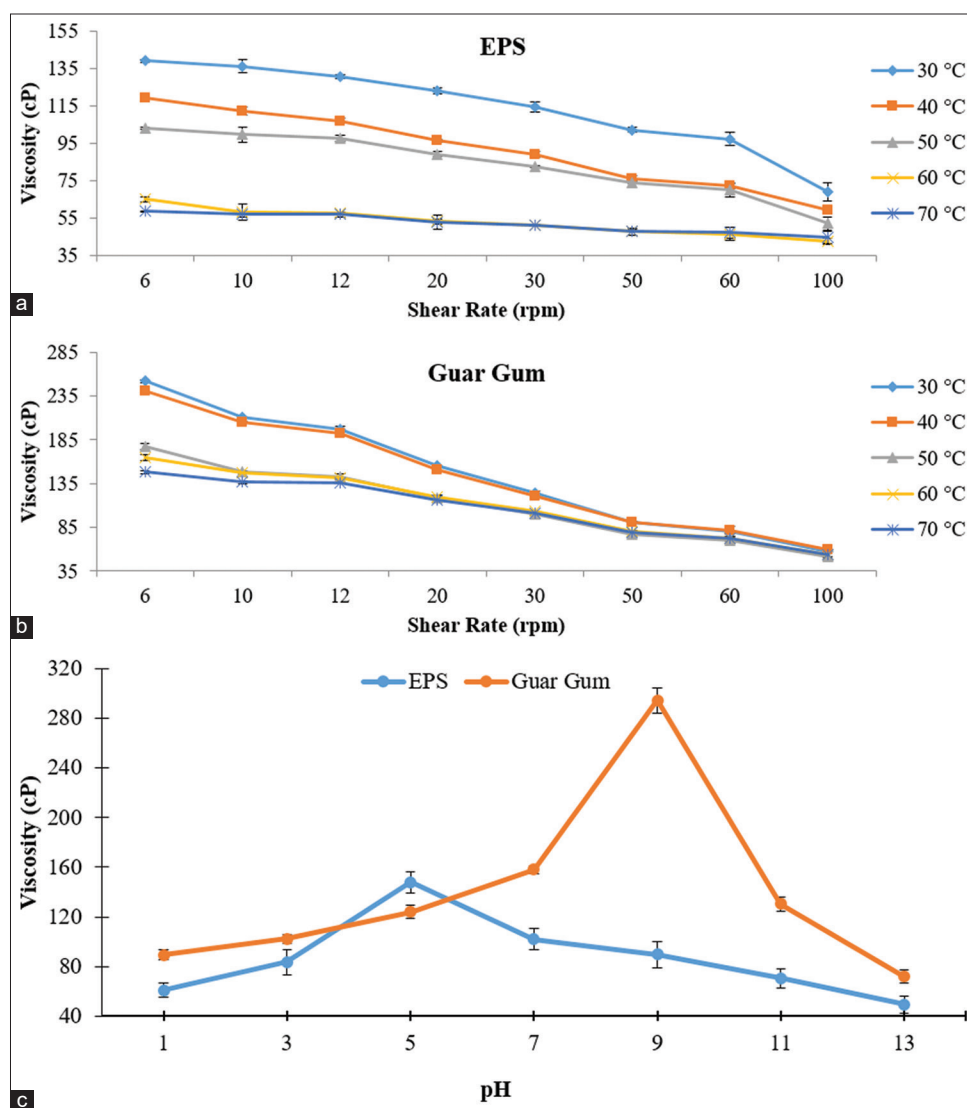 EPS
Viscosity (cP)
155
135
115
95
75
55
35
6 10 12 20 30 50 60 100
Shear Rate (rpm)
30 °C
40 °C
50 °C
60 °C
70 °C
a
Guar Gum
Viscosity (cP)
285
235
185
135
85
35
6 10 12 20 30 50 60 100
Shear Rate (rpm)
30 °C
40 °C
50 °C
60 °C
70 °C
b
EPS Guar Gum
Viscosity (cP)
320
280
240
200
160
120
80
40
1 3 5 7 9 11 13
pH
c